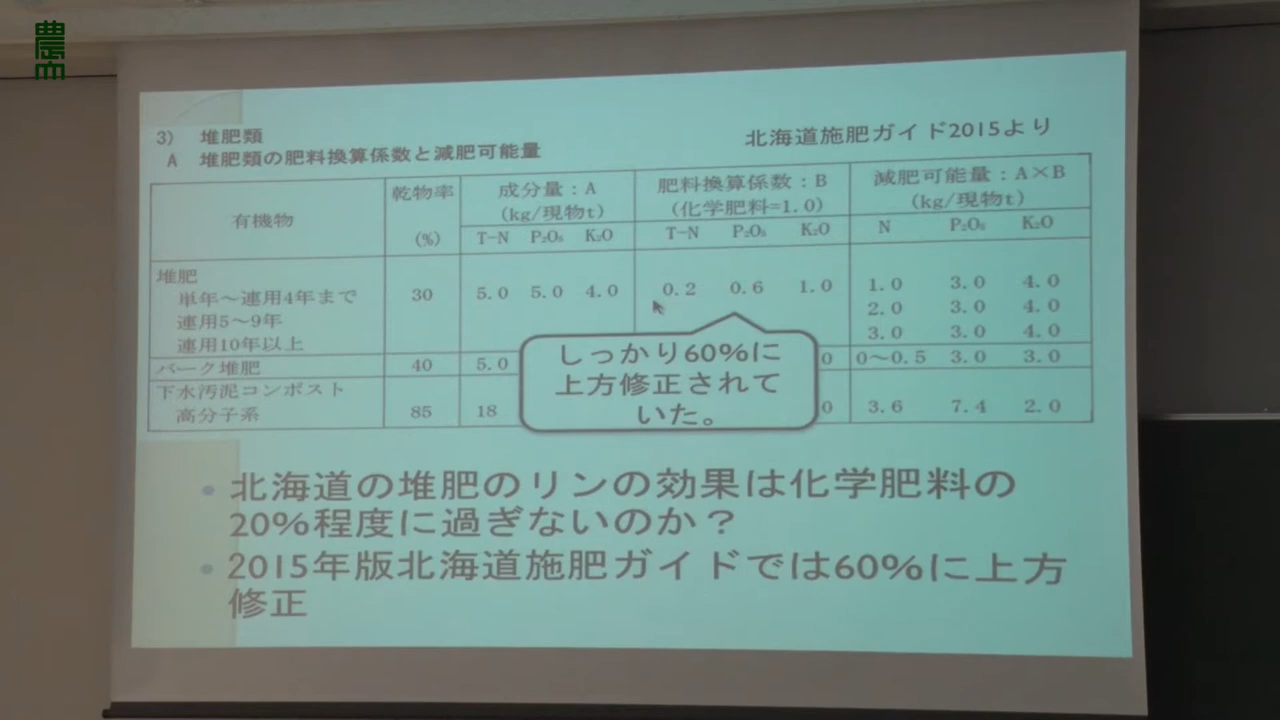 農大
3) 堆肥類
北海道施肥ガイド2015より
A 堆肥類の肥料換算係数と減肥可能量
有機物 乾物率 (%) 成分量：A (kg/現物t) 肥料換算係数：B (化学肥料=1.0) 減肥可能量：A×B (kg/現物t)
T-N P₂O₅ K₂O T-N P₂O₅ K₂O N P₂O₅ K₂O
堆肥
単年～連用4年まで 30 5.0 5.0 4.0 0.2 0.6 1.0 1.0 3.0 4.0
連用5～9年 2.0 3.0 4.0
連用10年以上 3.0 3.0 4.0
バーク堆肥 40 5.0 0 0～0.5 3.0 3.0
下水汚泥コンポスト
高分子系 85 18 0 3.6 7.4 2.0
しっかり60%に
上方修正されて
いた。
• 北海道の堆肥のリンの効果は化学肥料の
20%程度に過ぎないのか？
• 2015年版北海道施肥ガイドでは60%に上方
修正